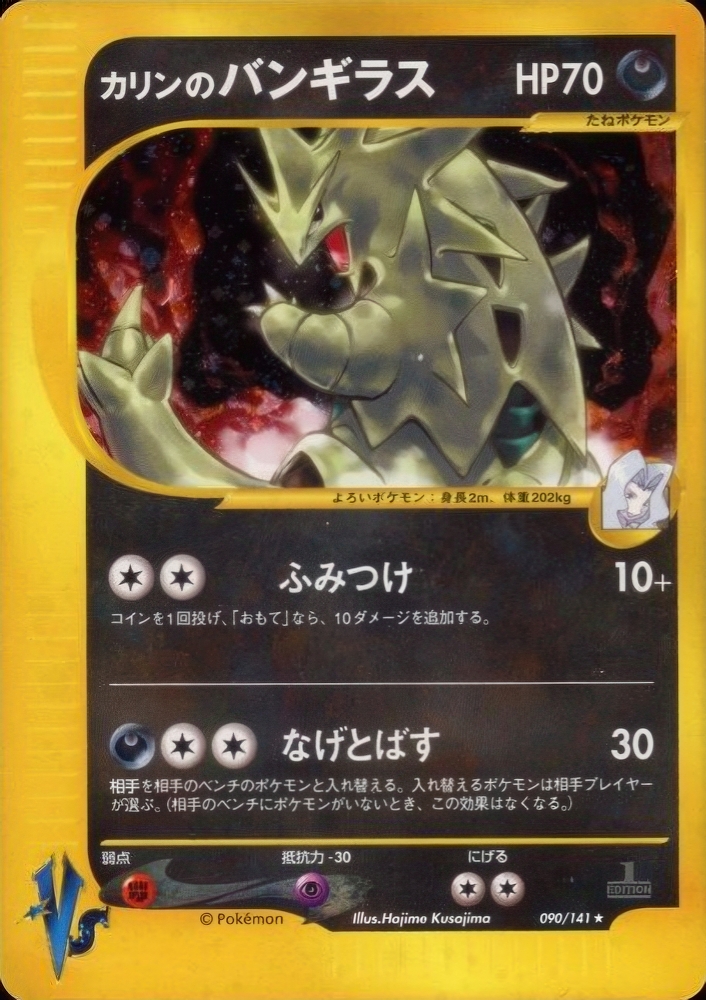 カリンのバンギラス HP70
たねポケモン
よろいポケモン：身長2m、体重202kg
ふみつけ 10+
コインを1回投げ、「おもて」なら、10ダメージを追加する。
なげとばす 30
相手を相手のベンチのポケモンと入れ替える。入れ替えるポケモンは相手プレイヤー
が選ぶ。（相手のベンチにポケモンがいないとき、この効果はなくなる。）
弱点 抵抗力 -30 にげる
1 EDITION
Vs
© Pokémon Illus.Hajime Kusajima 090/141 ★